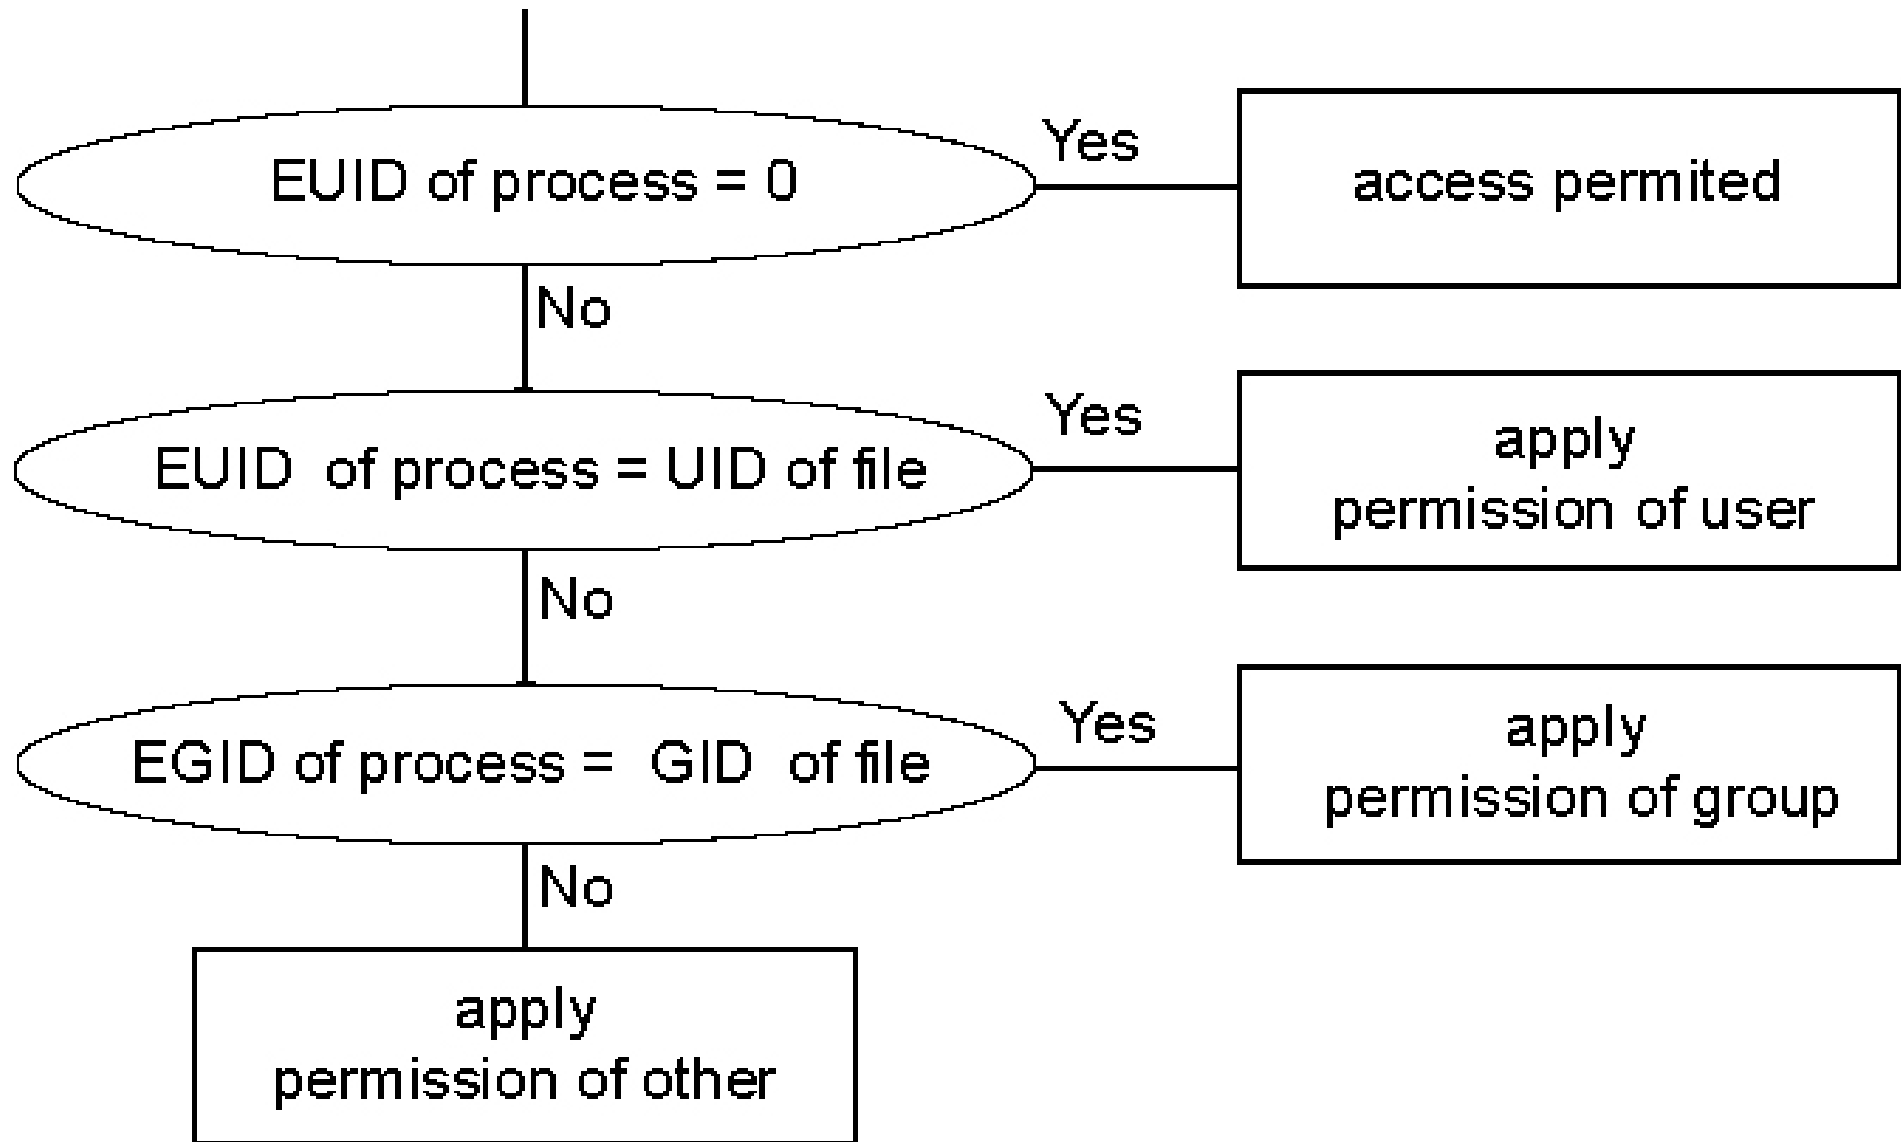 EUID of process = 0
Yes
access permited
No
EUID of process = UID of file
Yes
apply
permission of user
No
EGID of process = GID of file
Yes
apply
permission of group
No
apply
permission of other